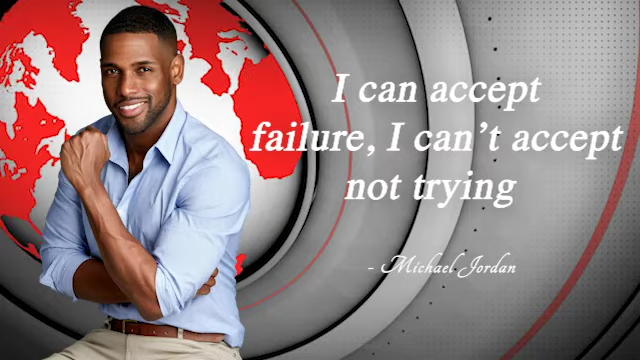 I can accept
failure, I can't accept
not trying
- Michael Jordan